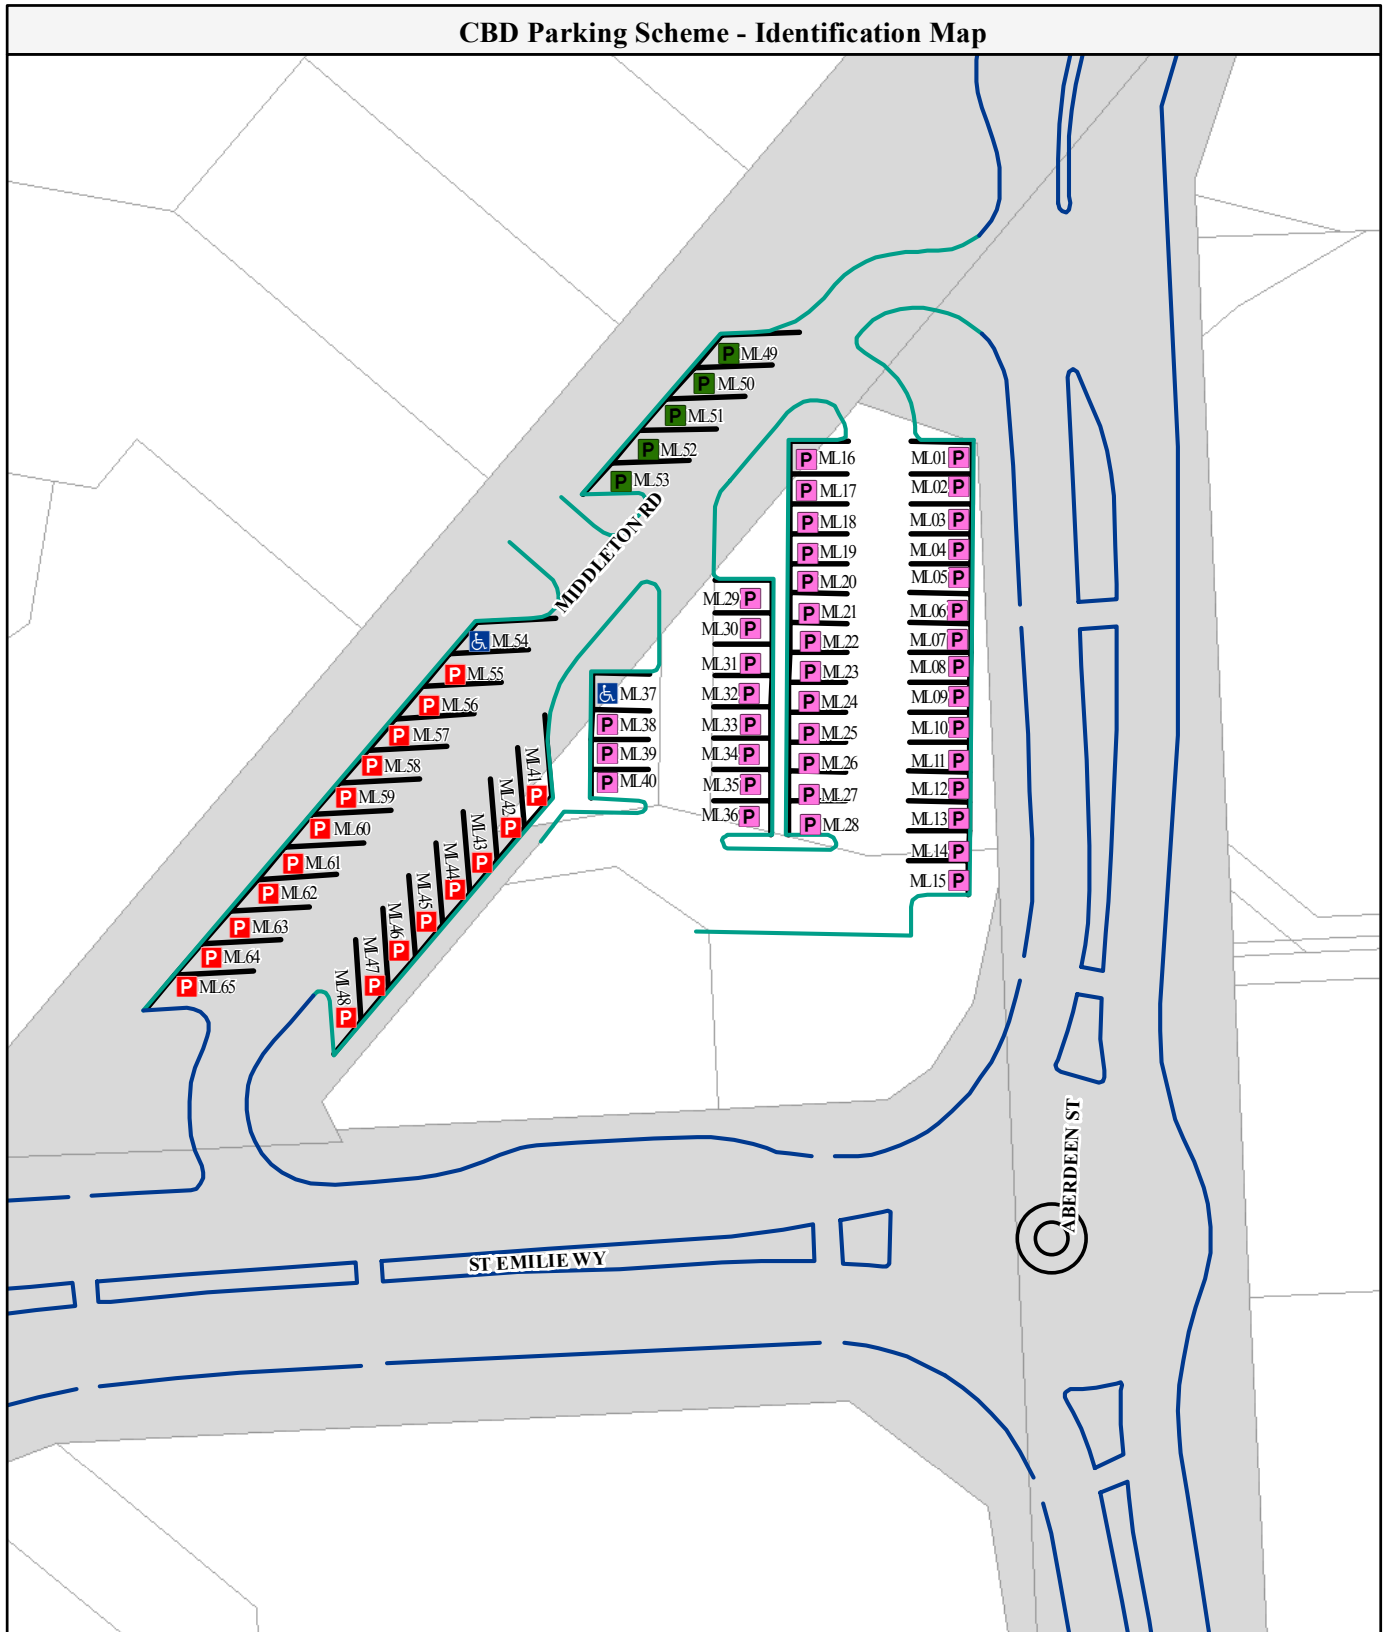 CBD Parking Scheme - Identification Map
P ML49
P ML50
P ML51
P ML52
P ML53
MIDDLETON RD
ML54
P ML55
P ML56
P ML57
P ML58
P ML59
P ML60
P ML61
P ML62
P ML63
P ML64
P ML65
ML41 P
ML42 P
ML43 P
ML44 P
ML45 P
ML46 P
ML47 P
ML48 P
ML37
P ML38
P ML39
P ML40
ML29 P
ML30 P
ML31 P
ML32 P
ML33 P
ML34 P
ML35 P
ML36 P
P ML16
P ML17
P ML18
P ML19
P ML20
P ML21
P ML22
P ML23
P ML24
P ML25
P ML26
P ML27
P ML28
ML01 P
ML02 P
ML03 P
ML04 P
ML05 P
ML06 P
ML07 P
ML08 P
ML09 P
ML10 P
ML11 P
ML12 P
ML13 P
ML14 P
ML15 P
ABERDEEN ST
ST EMILIE WY